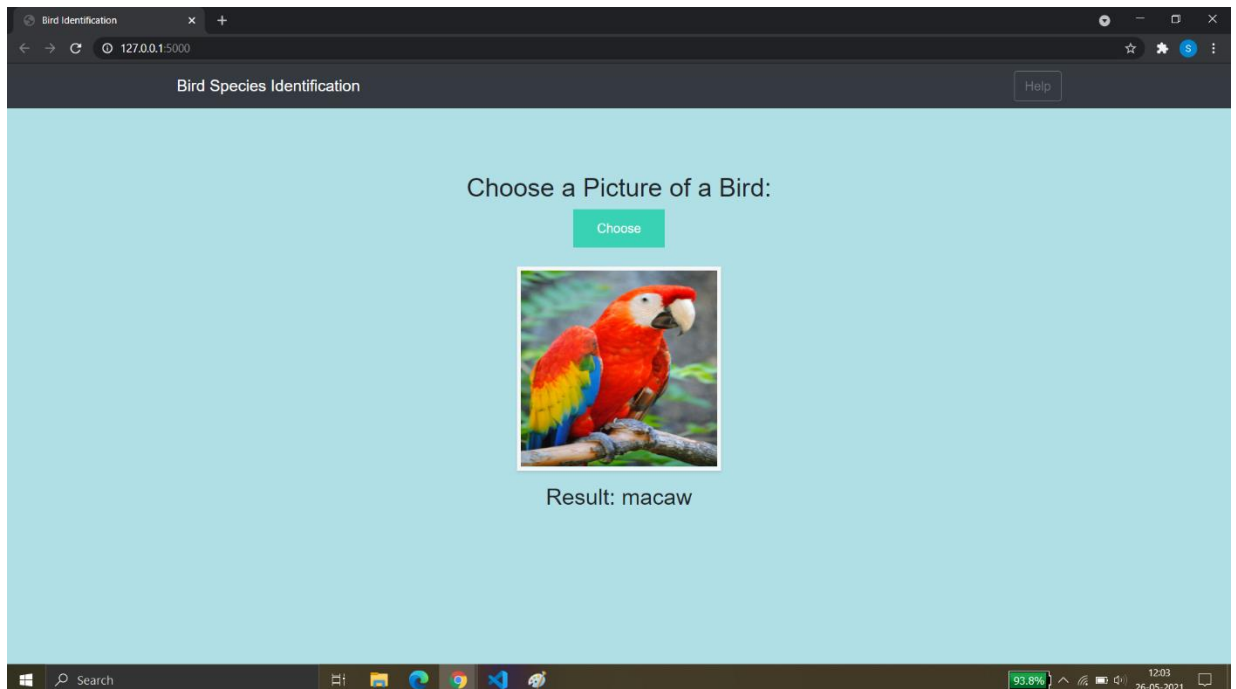 Bird Identification
127.0.0.1:5000
S
Bird Species Identification
Help
Choose a Picture of a Bird:
Choose
Result: macaw
Search
93.8%
12:03
26-05-2021